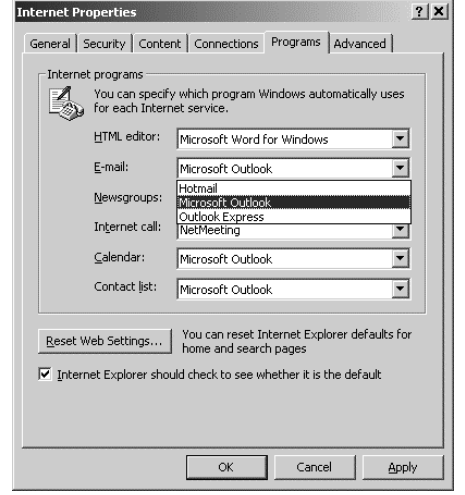 Internet Properties
General Security Content Connections Programs Advanced
Internet programs
You can specify which program Windows automatically uses
for each Internet service.
HTML editor: Microsoft Word for Windows
E-mail: Microsoft Outlook
Hotmail
Newsgroups: Microsoft Outlook
Outlook Express
Internet call: NetMeeting
Calendar: Microsoft Outlook
Contact list: Microsoft Outlook
Reset Web Settings... You can reset Internet Explorer defaults for
home and search pages
Internet Explorer should check to see whether it is the default
OK Cancel Apply